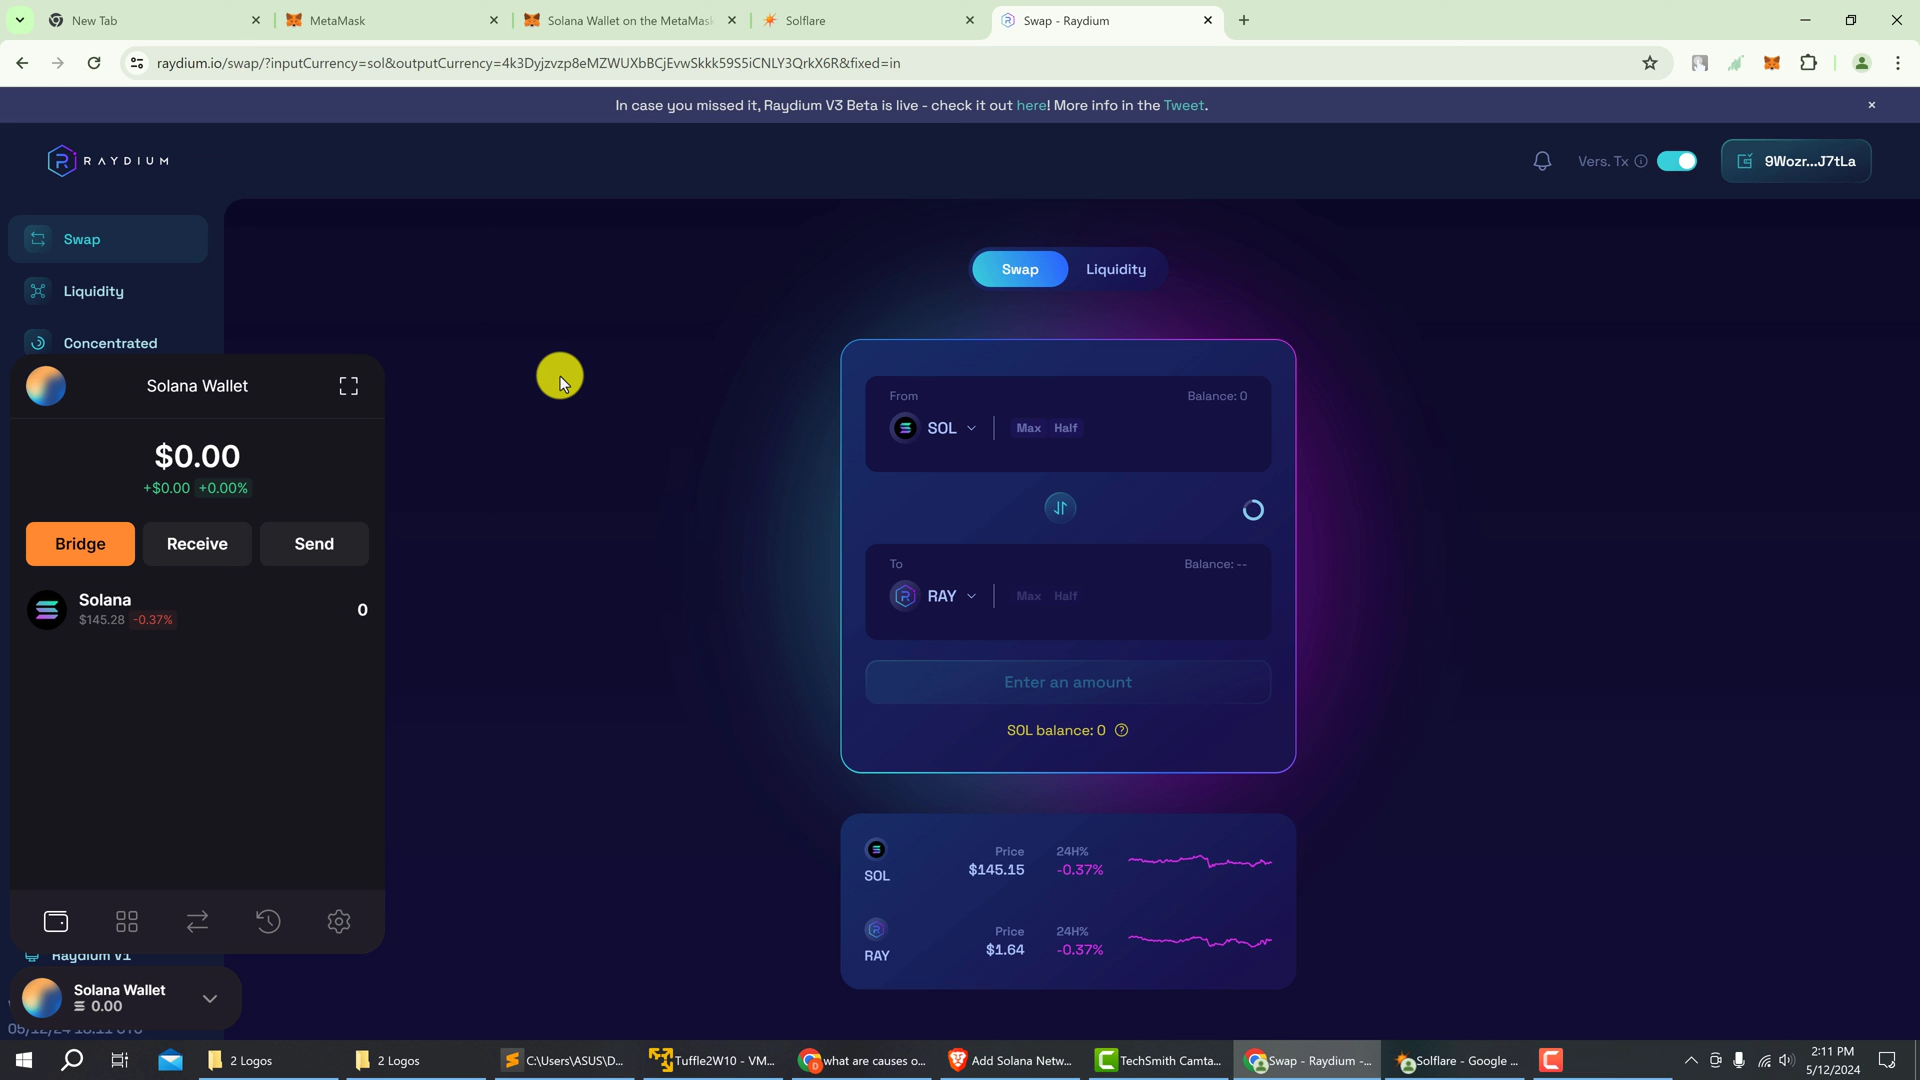 New Tab
MetaMask
Solana Wallet on the MetaMas
Solflare
Swap - Raydium
raydium.io/swap/?inputCurrency=sol&outputCurrency=4k3Dyjzvzp8eMZWUXbBCjEvwSkkk59S5iCNLY3QrkX6R&fixed=in
In case you missed it, Raydium V3 Beta is live - check it out here! More info in the Tweet.
RAYDIUM
Vers. Tx
9Wozr...J7tLa
Swap
Liquidity
Concentrated
Swap
Liquidity
Solana Wallet
$0.00
+$0.00 +0.00%
Bridge
Receive
Send
Solana
$145.28 -0.37%
0
From
Balance: 0
SOL
Max Half
To
Balance: --
RAY
Max Half
Enter an amount
SOL balance: 0
SOL
Price
$145.15
24H%
-0.37%
RAY
Price
$1.64
24H%
-0.37%
Raydium V1
Solana Wallet
0.00
2 Logos
2 Logos
C:\Users\ASUS\D...
Tuffle2W10 - VM...
what are causes o...
Add Solana Netw...
TechSmith Camta...
Swap - Raydium -...
Solflare - Google ...
2:11 PM
5/12/2024